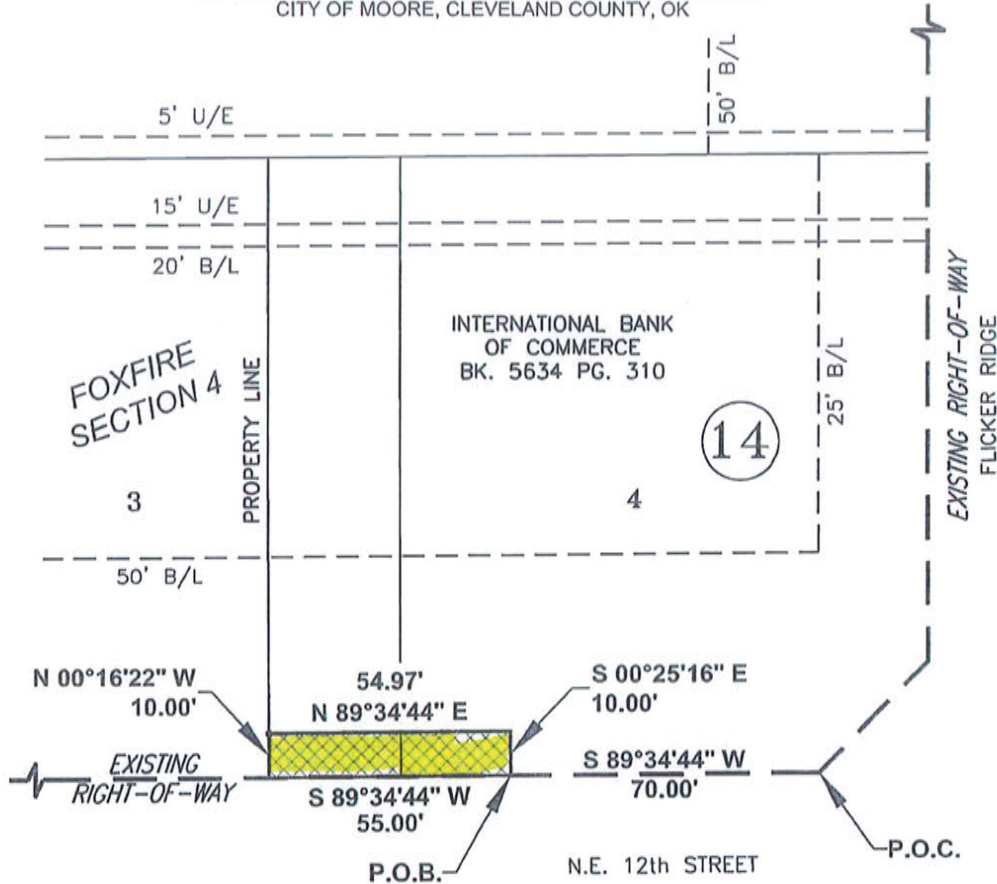 CITY OF MOORE, CLEVELAND COUNTY, OK
50' B/L
5' U/E
15' U/E
20' B/L
INTERNATIONAL BANK
OF COMMERCE
BK. 5634 PG. 310
FOXFIRE
SECTION 4
PROPERTY LINE
14
25' B/L
EXISTING RIGHT-OF-WAY
FLICKER RIDGE
3
4
50' B/L
N 00°16'22" W
10.00'
54.97'
N 89°34'44" E
S 00°25'16" E
10.00'
EXISTING
RIGHT-OF-WAY
S 89°34'44" W
55.00'
S 89°34'44" W
70.00'
P.O.B.
N.E. 12th STREET
P.O.C.